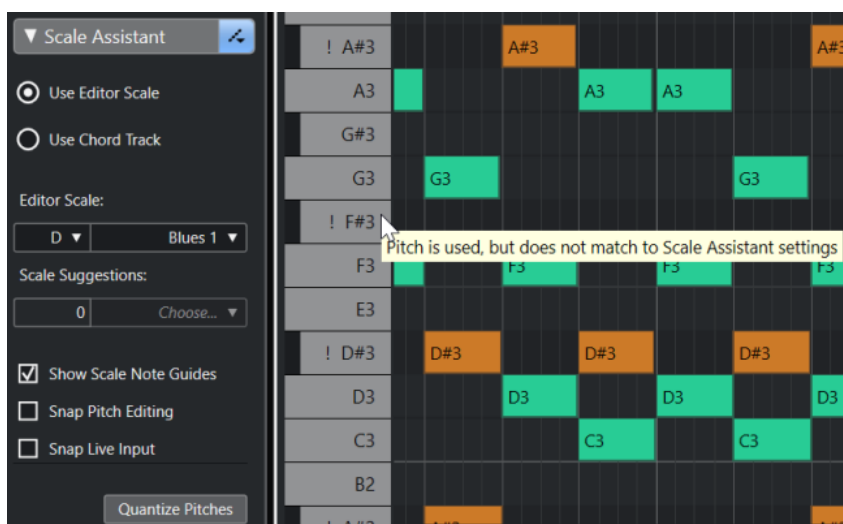 ▼ Scale Assistant
Use Editor Scale
Use Chord Track
Editor Scale:
D ▼ Blues 1 ▼
Scale Suggestions:
0 Choose... ▼
Show Scale Note Guides
Snap Pitch Editing
Snap Live Input
Quantize Pitches
! A#3 A#3
A3 A3 A3
G#3
G3 G3 G3
! F#3
Pitch is used, but does not match to Scale Assistant settings
F3 F3 F3 F3
E3
! D#3 D#3 D#3 D#3
D3 D3 D3 D3
C3 C3 C3
B2